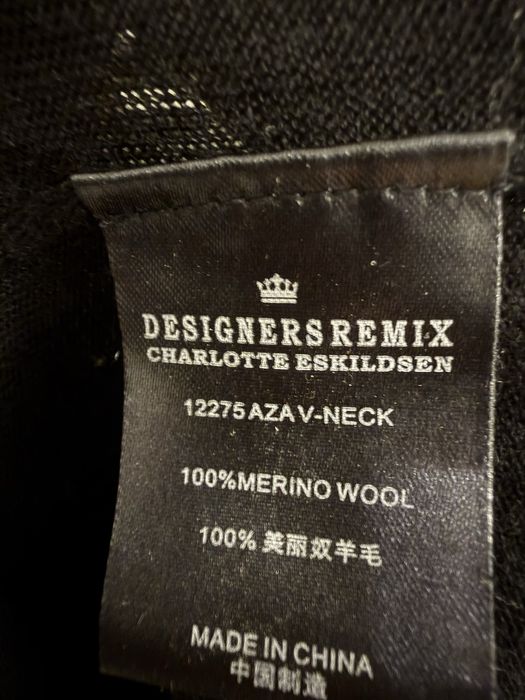 DESIGNERS REMIX
CHARLOTTE ESKILDSEN
12275 AZA V-NECK
100%MERINO WOOL
100% 美丽奴羊毛
MADE IN CHINA
中国制造